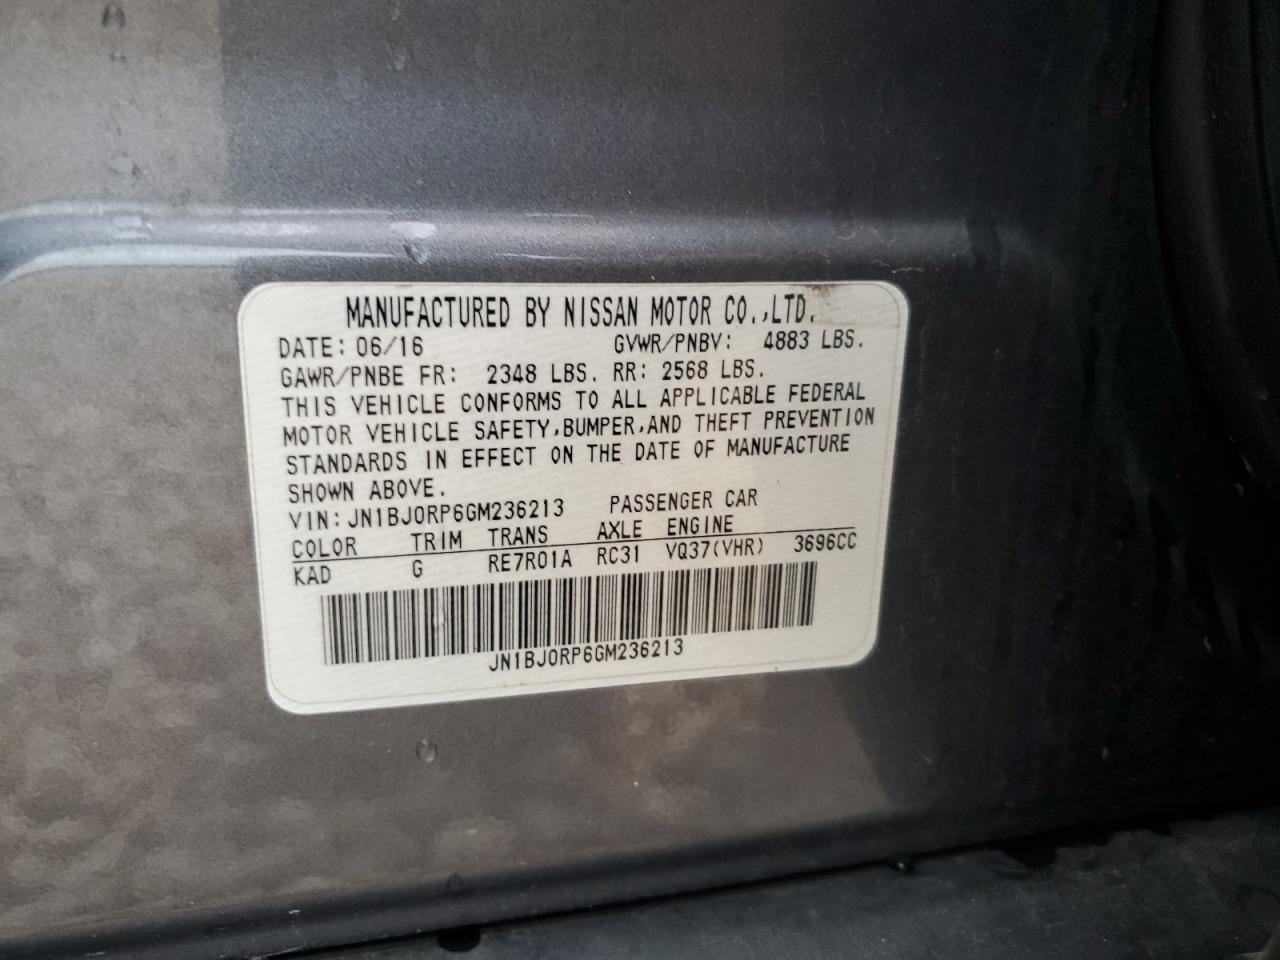 MANUFACTURED BY NISSAN MOTOR CO.,LTD.
DATE: 06/16 GVWR/PNBV: 4883 LBS.
GAWR/PNBE FR: 2348 LBS. RR: 2568 LBS.
THIS VEHICLE CONFORMS TO ALL APPLICABLE FEDERAL
MOTOR VEHICLE SAFETY,BUMPER,AND THEFT PREVENTION
STANDARDS IN EFFECT ON THE DATE OF MANUFACTURE
SHOWN ABOVE.
VIN: JN1BJ0RP6GM236213 PASSENGER CAR
COLOR TRIM TRANS AXLE ENGINE
KAD G RE7R01A RC31 VQ37(VHR) 3696CC
JN1BJ0RP6GM236213